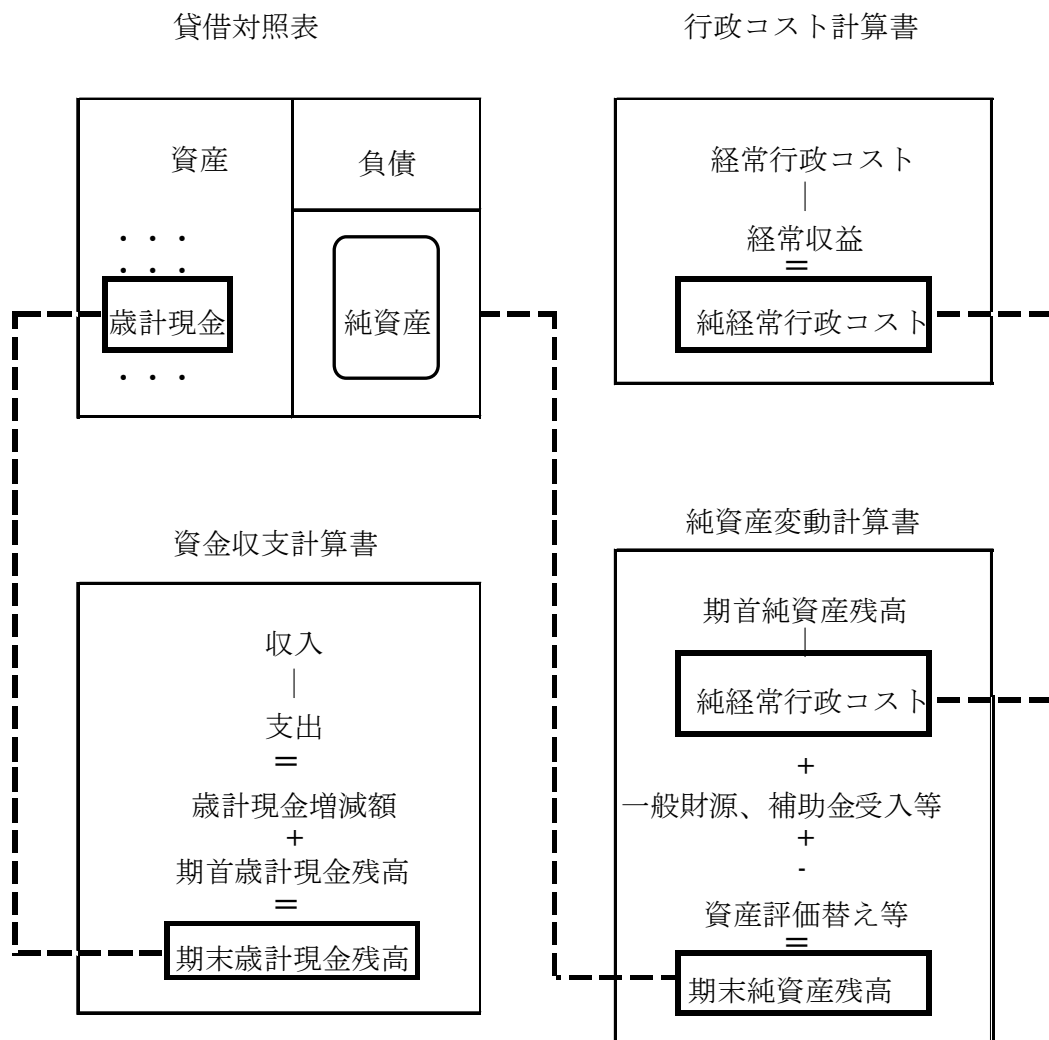 貸借対照表
資産
負債
・・・
・・・
歳計現金
純資産
・・・
行政コスト計算書
経常行政コスト
｜
経常収益
＝
純経常行政コスト
資金収支計算書
収入
｜
支出
＝
歳計現金増減額
+
期首歳計現金残高
＝
期末歳計現金残高
純資産変動計算書
期首純資産残高
｜
純経常行政コスト
+
一般財源、補助金受入等
+
-
資産評価替え等
＝
期末純資産残高